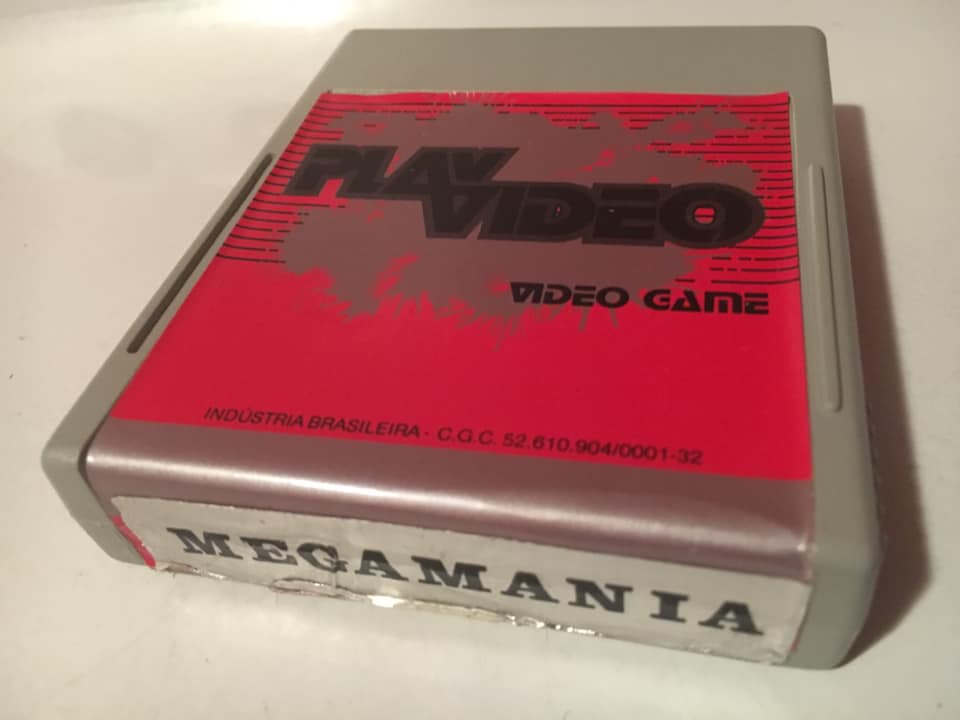 PLAY
VIDEO
VIDEO GAME
INDÚSTRIA BRASILEIRA - C.G.C. 52.610.904/0001-32
MEGAMANIA